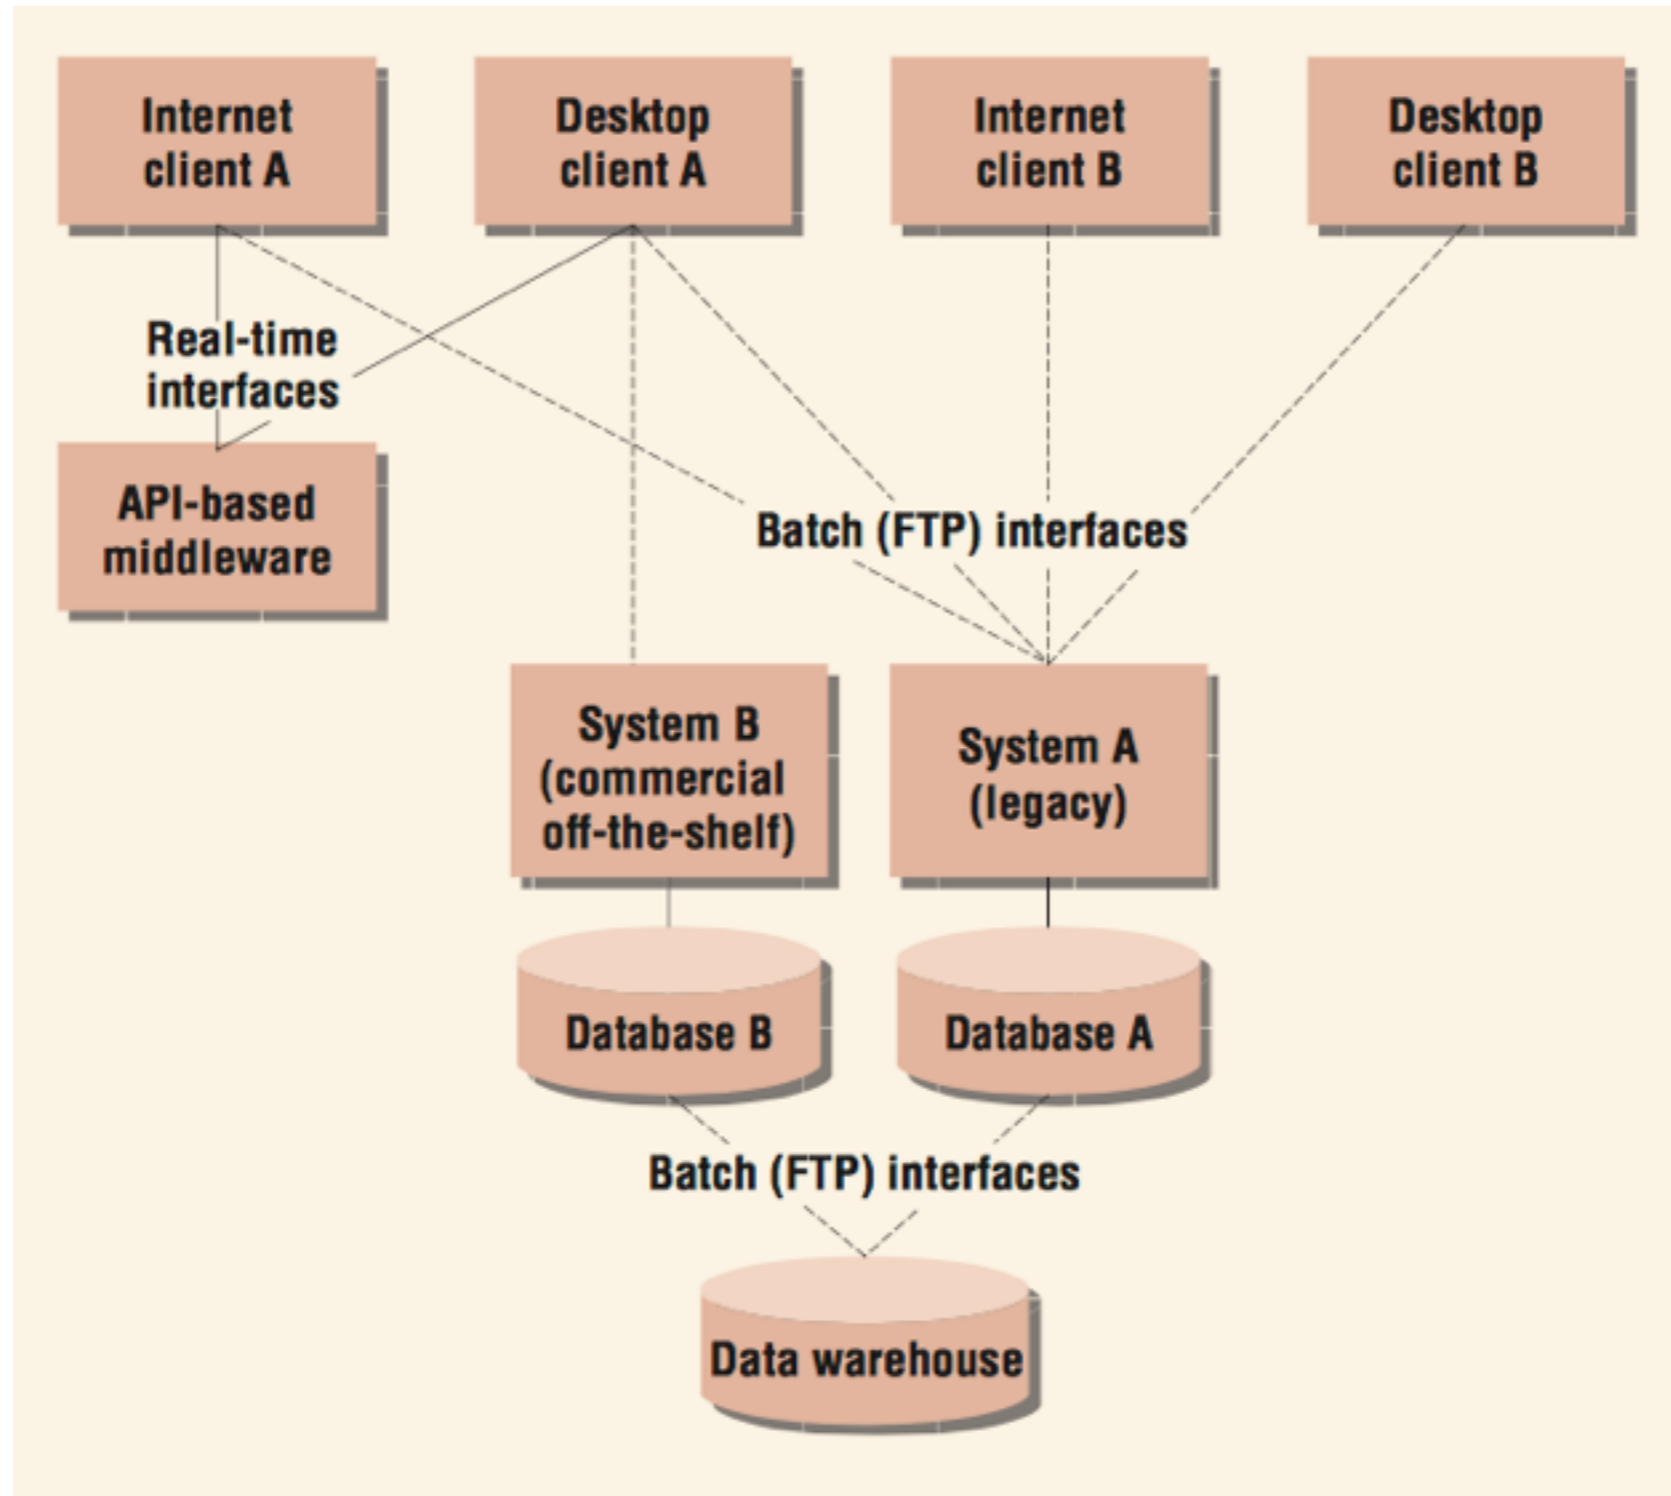 Internet
client A
Desktop
client A
Internet
client B
Desktop
client B
Real-time
interfaces
API-based
middleware
Batch (FTP) interfaces
System B
(commercial
off-the-shelf)
System A
(legacy)
Database B
Database A
Batch (FTP) interfaces
Data warehouse